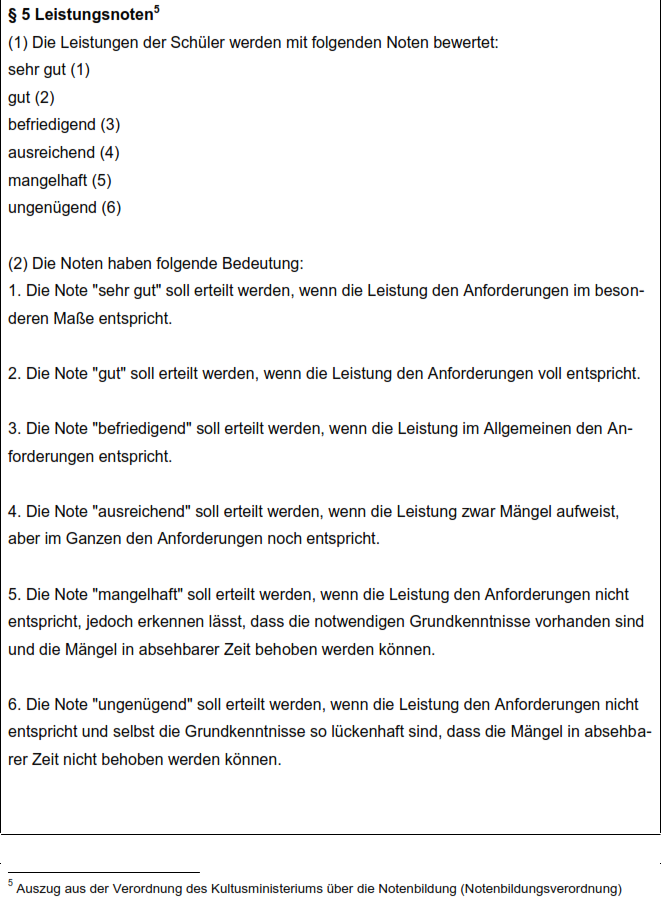 § 5 Leistungsnoten⁵
(1) Die Leistungen der Schüler werden mit folgenden Noten bewertet:
sehr gut (1)
gut (2)
befriedigend (3)
ausreichend (4)
mangelhaft (5)
ungenügend (6)
(2) Die Noten haben folgende Bedeutung:
1. Die Note "sehr gut" soll erteilt werden, wenn die Leistung den Anforderungen im beson-
deren Maße entspricht.
2. Die Note "gut" soll erteilt werden, wenn die Leistung den Anforderungen voll entspricht.
3. Die Note "befriedigend" soll erteilt werden, wenn die Leistung im Allgemeinen den An-
forderungen entspricht.
4. Die Note "ausreichend" soll erteilt werden, wenn die Leistung zwar Mängel aufweist,
aber im Ganzen den Anforderungen noch entspricht.
5. Die Note "mangelhaft" soll erteilt werden, wenn die Leistung den Anforderungen nicht
entspricht, jedoch erkennen lässt, dass die notwendigen Grundkenntnisse vorhanden sind
und die Mängel in absehbarer Zeit behoben werden können.
6. Die Note "ungenügend" soll erteilt werden, wenn die Leistung den Anforderungen nicht
entspricht und selbst die Grundkenntnisse so lückenhaft sind, dass die Mängel in absehba-
rer Zeit nicht behoben werden können.
⁵ Auszug aus der Verordnung des Kultusministeriums über die Notenbildung (Notenbildungsverordnung)